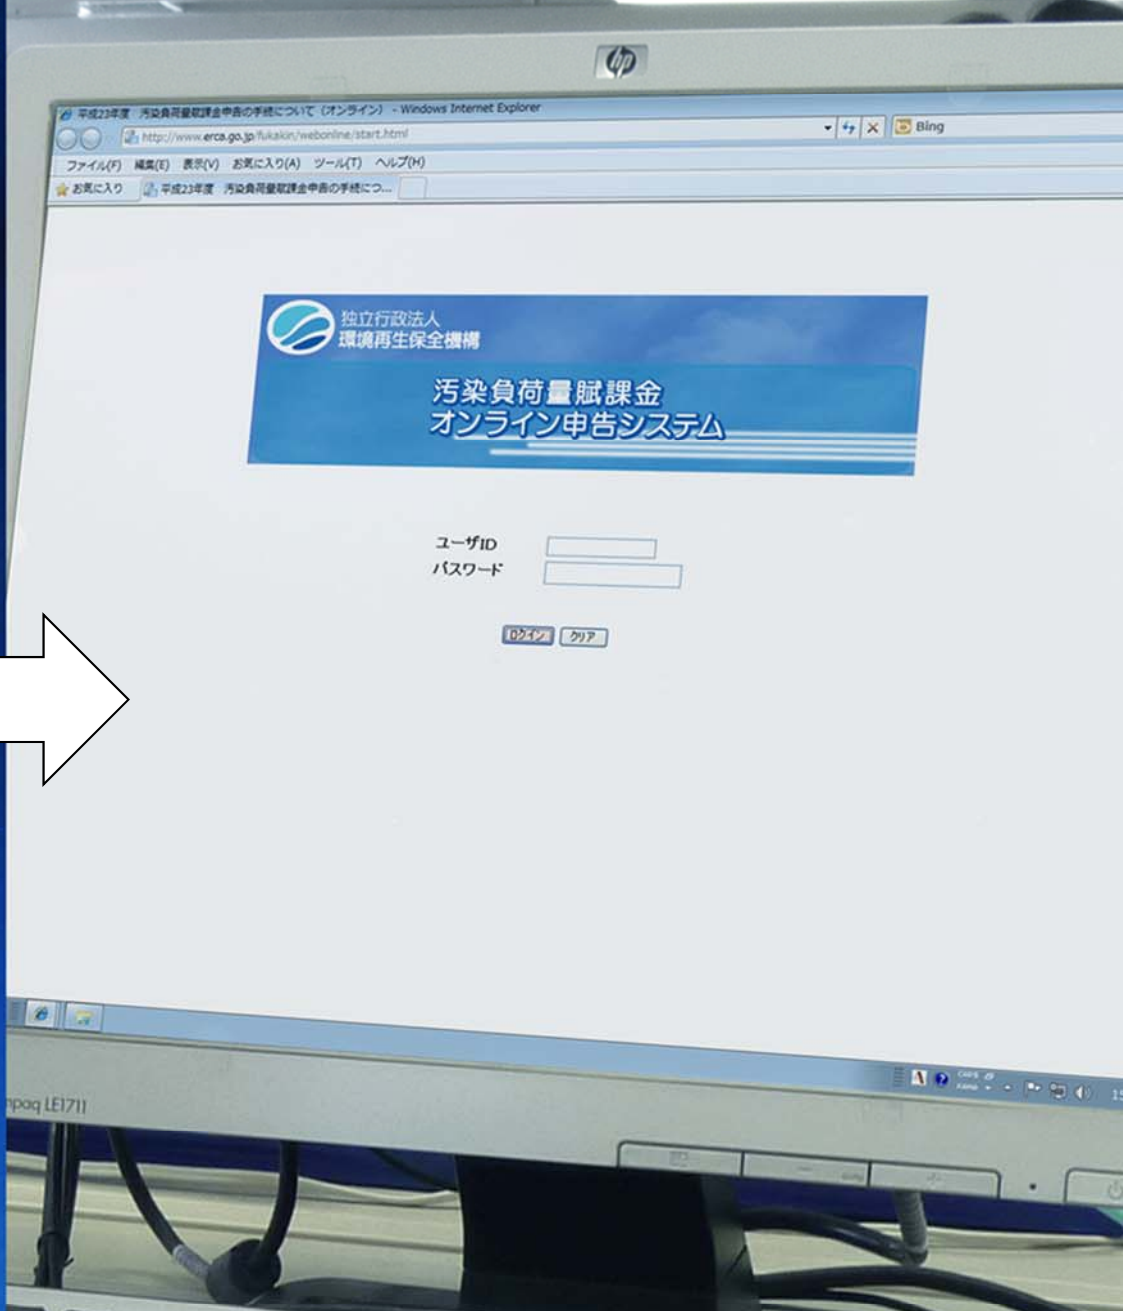 hp
平成23年度 汚染負荷量賦課金申告の手続について (オンライン) - Windows Internet Explorer
http://www.erca.go.jp/fukakin/webonline/start.html
Bing
ファイル(F) 編集(E) 表示(V) お気に入り(A) ツール(T) ヘルプ(H)
お気に入り 平成23年度 汚染負荷量賦課金申告の手続につ...
独立行政法人
環境再生保全機構
汚染負荷量賦課金
オンライン申告システム
ユーザID
パスワード
ログイン クリア
A CAPS
KANA
15
paq LE1711